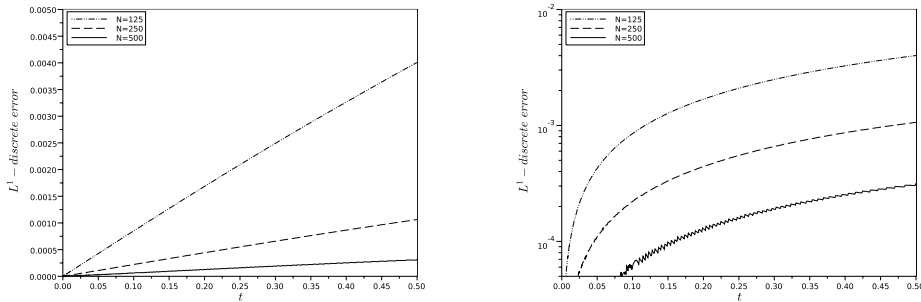 0.0050
0.0045
0.0040
0.0035
0.0030
0.0025
0.0020
0.0015
0.0010
0.0005
0.0000
L¹ − discrete error
N=125
N=250
N=500
0.00 0.05 0.10 0.15 0.20 0.25 0.30 0.35 0.40 0.45 0.50
t
10⁻²
10⁻³
10⁻⁴
L¹ − discrete error
N=125
N=250
N=500
0.00 0.05 0.10 0.15 0.20 0.25 0.30 0.35 0.40 0.45 0.50
t